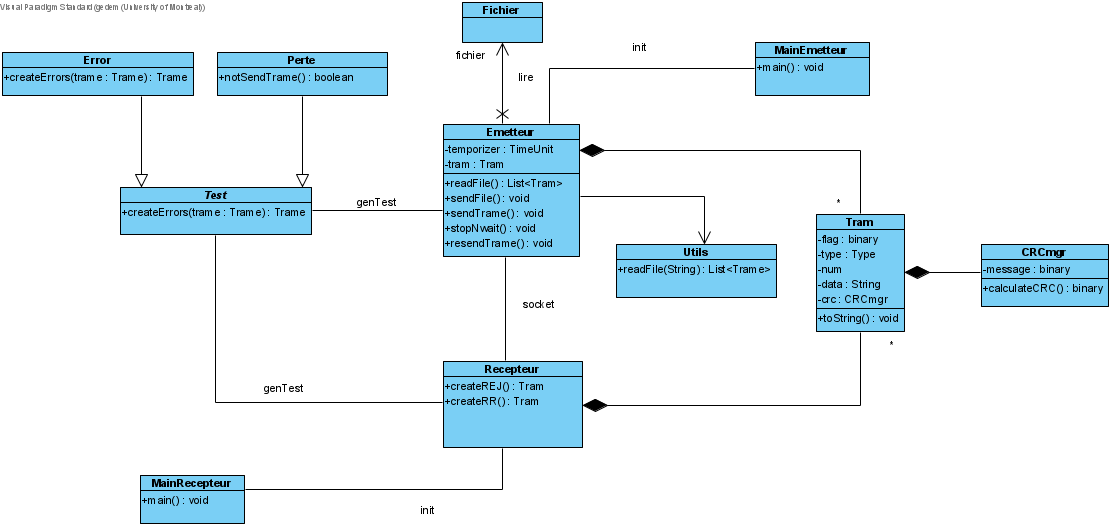 Visual Paradigm Standard (gedem (University of Montreal))
Fichier
fichier
lire
init
MainEmetteur
+main() : void
Error
+createErrors(trame : Trame) : Trame
Perte
+notSendTrame() : boolean
Emetteur
-temporizer : TimeUnit
-tram : Tram
+readFile() : List<Tram>
+sendFile() : void
+sendTrame() : void
+stopNwait() : void
+resendTrame() : void
Test
+createErrors(trame : Trame) : Trame
genTest
*
Tram
-flag : binary
-type : Type
-num
-data : String
-crc : CRCmgr
+toString() : void
*
Utils
+readFile(String) : List<Trame>
CRCmgr
-message : binary
+calculateCRC() : binary
socket
Recepteur
+createREJ() : Tram
+createRR() : Tram
genTest
MainRecepteur
+main() : void
init